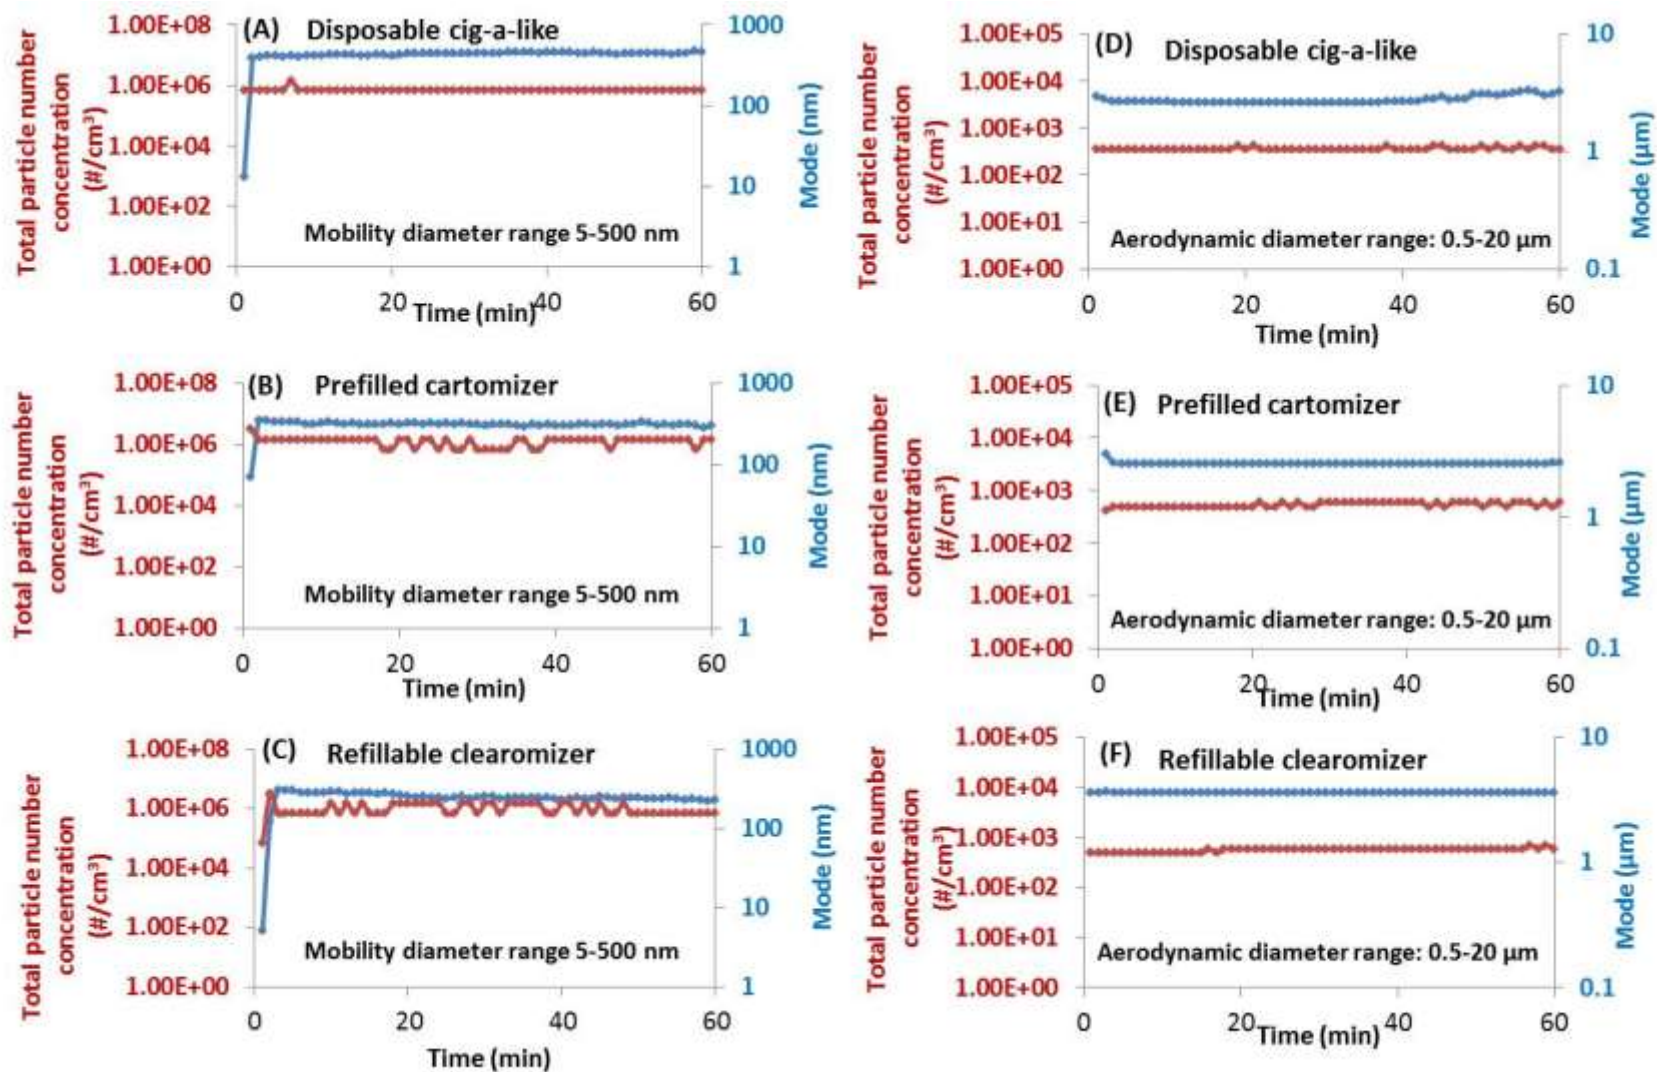 (A) Disposable cig-a-like
Total particle number
concentration
(#/cm³)
1.00E+08
1.00E+06
1.00E+04
1.00E+02
1.00E+00
1000
100
10
1
Mode (nm)
Mobility diameter range 5-500 nm
0 20 40 60
Time (min)
(D) Disposable cig-a-like
Total particle number
concentration
(#/cm³)
1.00E+05
1.00E+04
1.00E+03
1.00E+02
1.00E+01
1.00E+00
10
1
0.1
Mode (µm)
Aerodynamic diameter range: 0.5-20 µm
0 20 40 60
Time (min)
(B) Prefilled cartomizer
Total particle number
concentration
(#/cm³)
1.00E+08
1.00E+06
1.00E+04
1.00E+02
1.00E+00
1000
100
10
1
Mode (nm)
Mobility diameter range 5-500 nm
0 20 40 60
Time (min)
(E) Prefilled cartomizer
Total particle number
concentration
(#/cm³)
1.00E+05
1.00E+04
1.00E+03
1.00E+02
1.00E+01
1.00E+00
10
1
0.1
Mode (µm)
Aerodynamic diameter range: 0.5-20 µm
0 20 40 60
Time (min)
(C) Refillable clearomizer
Total particle number
concentration
(#/cm³)
1.00E+08
1.00E+06
1.00E+04
1.00E+02
1.00E+00
1000
100
10
1
Mode (nm)
Mobility diameter range 5-500 nm
0 20 40 60
Time (min)
(F) Refillable clearomizer
Total particle number
concentration
(#/cm³)
1.00E+05
1.00E+04
1.00E+03
1.00E+02
1.00E+01
1.00E+00
10
1
0.1
Mode (µm)
Aerodynamic diameter range: 0.5-20 µm
0 20 40 60
Time (min)